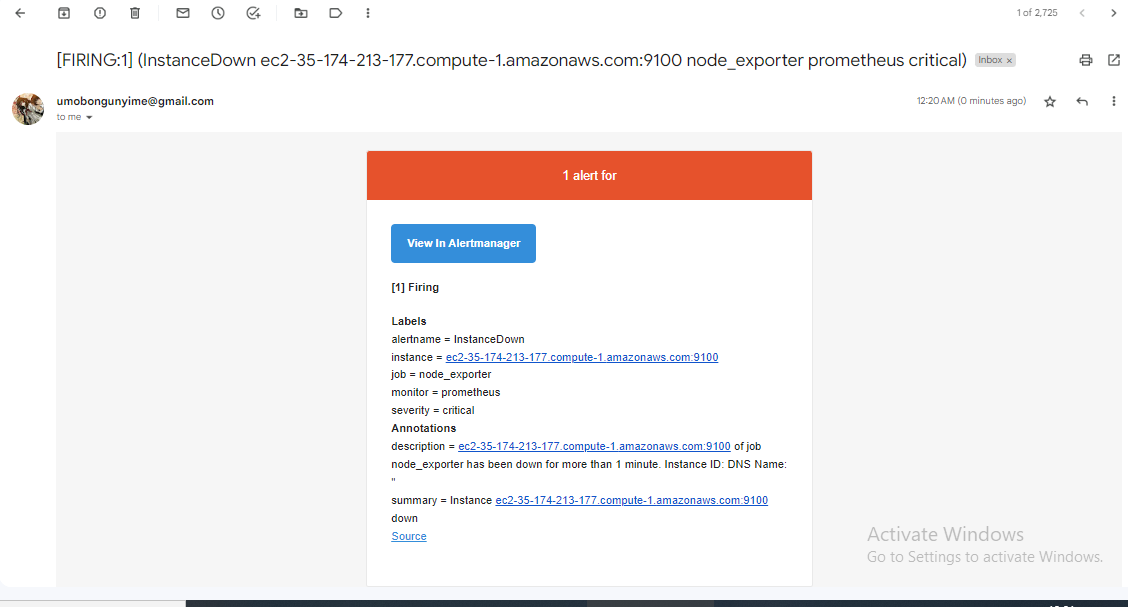 1 of 2,725
[FIRING:1] (InstanceDown ec2-35-174-213-177.compute-1.amazonaws.com:9100 node_exporter prometheus critical)
Inbox ×
umobongunyime@gmail.com
12:20 AM (0 minutes ago)
to me
1 alert for
View In Alertmanager
[1] Firing
Labels
alertname = InstanceDown
instance = ec2-35-174-213-177.compute-1.amazonaws.com:9100
job = node_exporter
monitor = prometheus
severity = critical
Annotations
description = ec2-35-174-213-177.compute-1.amazonaws.com:9100 of job
node_exporter has been down for more than 1 minute. Instance ID: DNS Name:
"
summary = Instance ec2-35-174-213-177.compute-1.amazonaws.com:9100
down
Source
Activate Windows
Go to Settings to activate Windows.